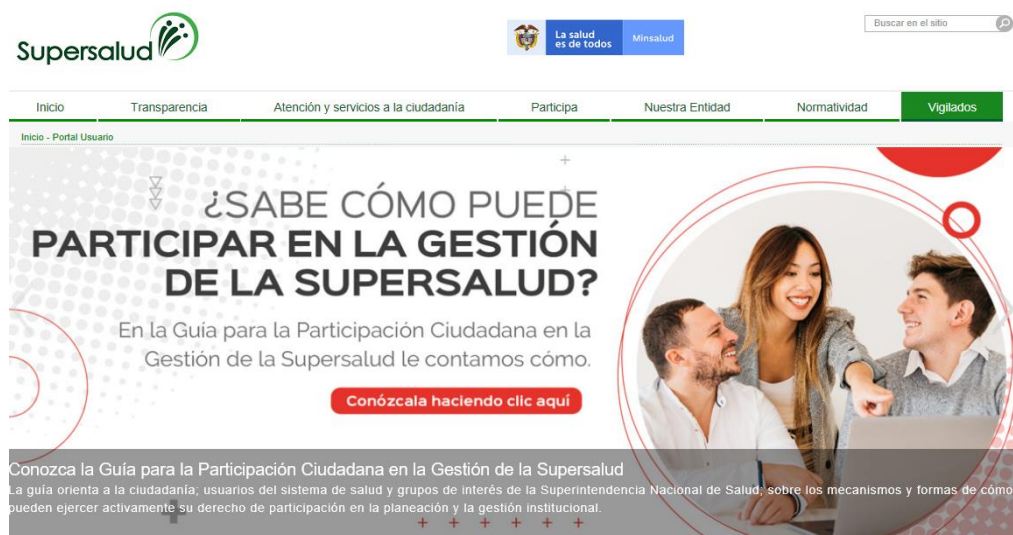 Supersalud
La salud
es de todos
Minsalud
Buscar en el sitio
Inicio
Transparencia
Atención y servicios a la ciudadanía
Participa
Nuestra Entidad
Normatividad
Vigilados
Inicio - Portal Usuario
¿SABE CÓMO PUEDE
PARTICIPAR EN LA GESTIÓN
DE LA SUPERSALUD?
En la Guía para la Participación Ciudadana en la
Gestión de la Supersalud le contamos cómo.
Conózcala haciendo clic aquí
Conozca la Guía para la Participación Ciudadana en la Gestión de la Supersalud
La guía orienta a la ciudadanía; usuarios del sistema de salud y grupos de interés de la Superintendencia Nacional de Salud; sobre los mecanismos y formas de cómo
pueden ejercer activamente su derecho de participación en la planeación y la gestión institucional.